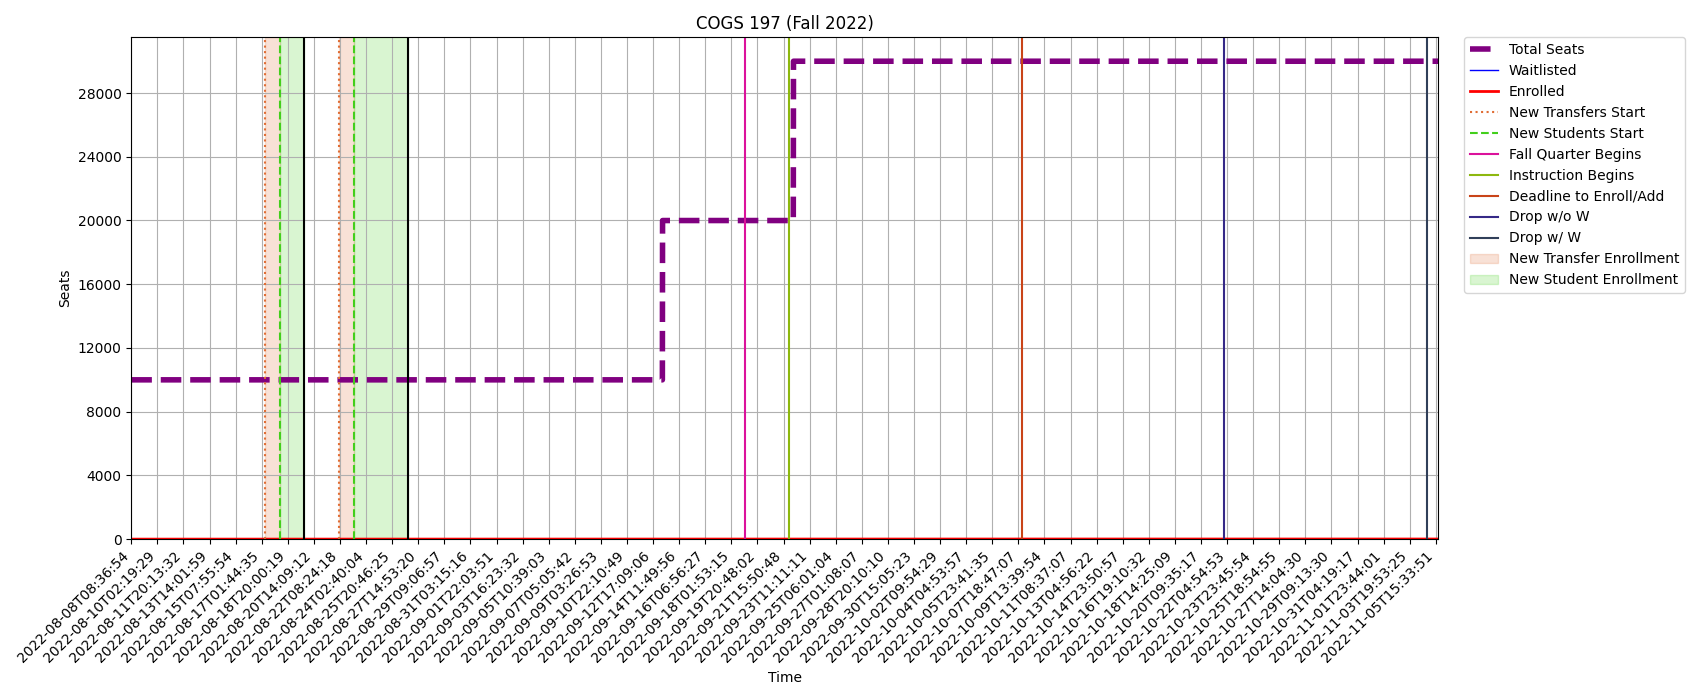 COGS 197 (Fall 2022)
Total Seats
Waitlisted
Enrolled
New Transfers Start
New Students Start
Fall Quarter Begins
Instruction Begins
Deadline to Enroll/Add
Drop w/o W
Drop w/ W
New Transfer Enrollment
New Student Enrollment
Seats
28000
24000
20000
16000
12000
8000
4000
0
2022-08-08T08:36:54
2022-08-10T02:19:29
2022-08-11T20:13:32
2022-08-13T14:01:59
2022-08-15T07:55:54
2022-08-17T01:44:35
2022-08-18T20:00:19
2022-08-20T14:09:12
2022-08-22T08:24:18
2022-08-24T02:40:04
2022-08-25T20:46:25
2022-08-27T14:53:20
2022-08-29T09:06:57
2022-08-31T03:15:16
2022-09-01T22:03:51
2022-09-03T16:23:32
2022-09-05T10:39:03
2022-09-07T05:05:42
2022-09-09T03:26:53
2022-09-10T22:10:49
2022-09-12T17:09:06
2022-09-14T11:49:56
2022-09-16T06:56:27
2022-09-18T01:53:15
2022-09-19T20:48:02
2022-09-21T15:50:48
2022-09-23T11:11:11
2022-09-25T06:01:04
2022-09-27T01:08:07
2022-09-28T20:10:10
2022-09-30T15:05:23
2022-10-02T09:54:29
2022-10-04T04:53:57
2022-10-05T23:41:35
2022-10-07T18:47:07
2022-10-09T13:39:54
2022-10-11T08:37:07
2022-10-13T04:56:22
2022-10-14T23:50:57
2022-10-16T19:10:32
2022-10-18T14:25:09
2022-10-20T09:35:17
2022-10-22T04:54:53
2022-10-23T23:45:54
2022-10-25T18:54:55
2022-10-27T14:04:30
2022-10-29T09:13:30
2022-10-31T04:19:17
2022-11-01T23:44:01
2022-11-03T19:53:25
2022-11-05T15:33:51
Time